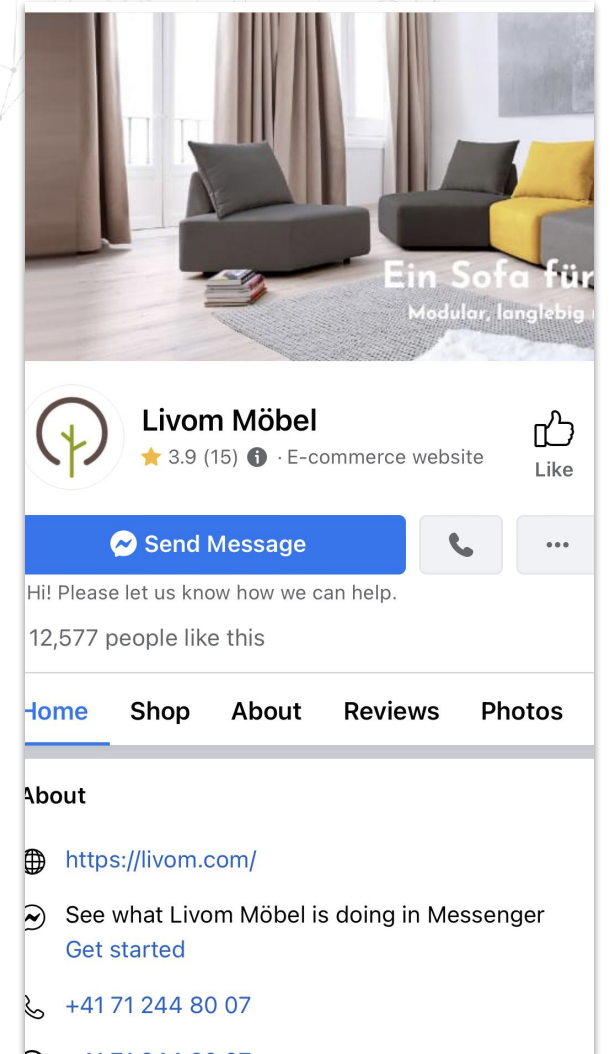 Ein Sofa für
Modular, langlebig
Livom Möbel
3.9 (15) · E-commerce website
Like
Send Message
Hi! Please let us know how we can help.
12,577 people like this
Home Shop About Reviews Photos
About
https://livom.com/
See what Livom Möbel is doing in Messenger
Get started
+41 71 244 80 07